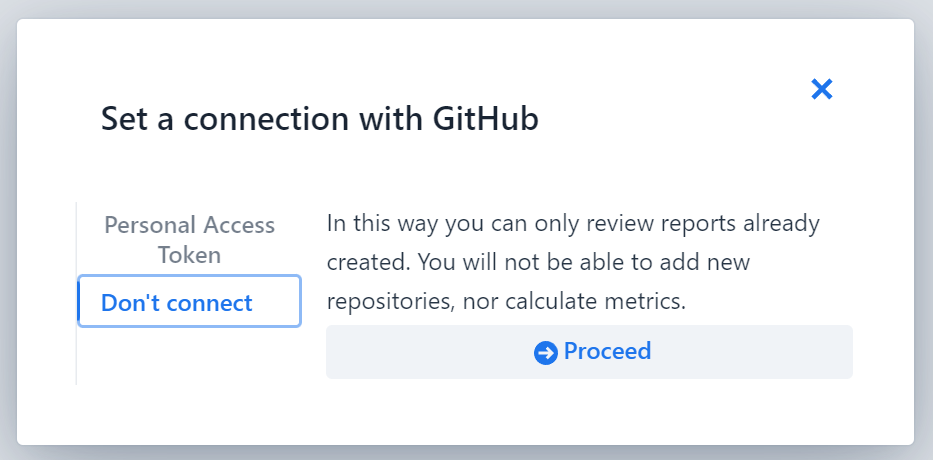 Set a connection with GitHub
Personal Access
Token
Don't connect
In this way you can only review reports already
created. You will not be able to add new
repositories, nor calculate metrics.
Proceed